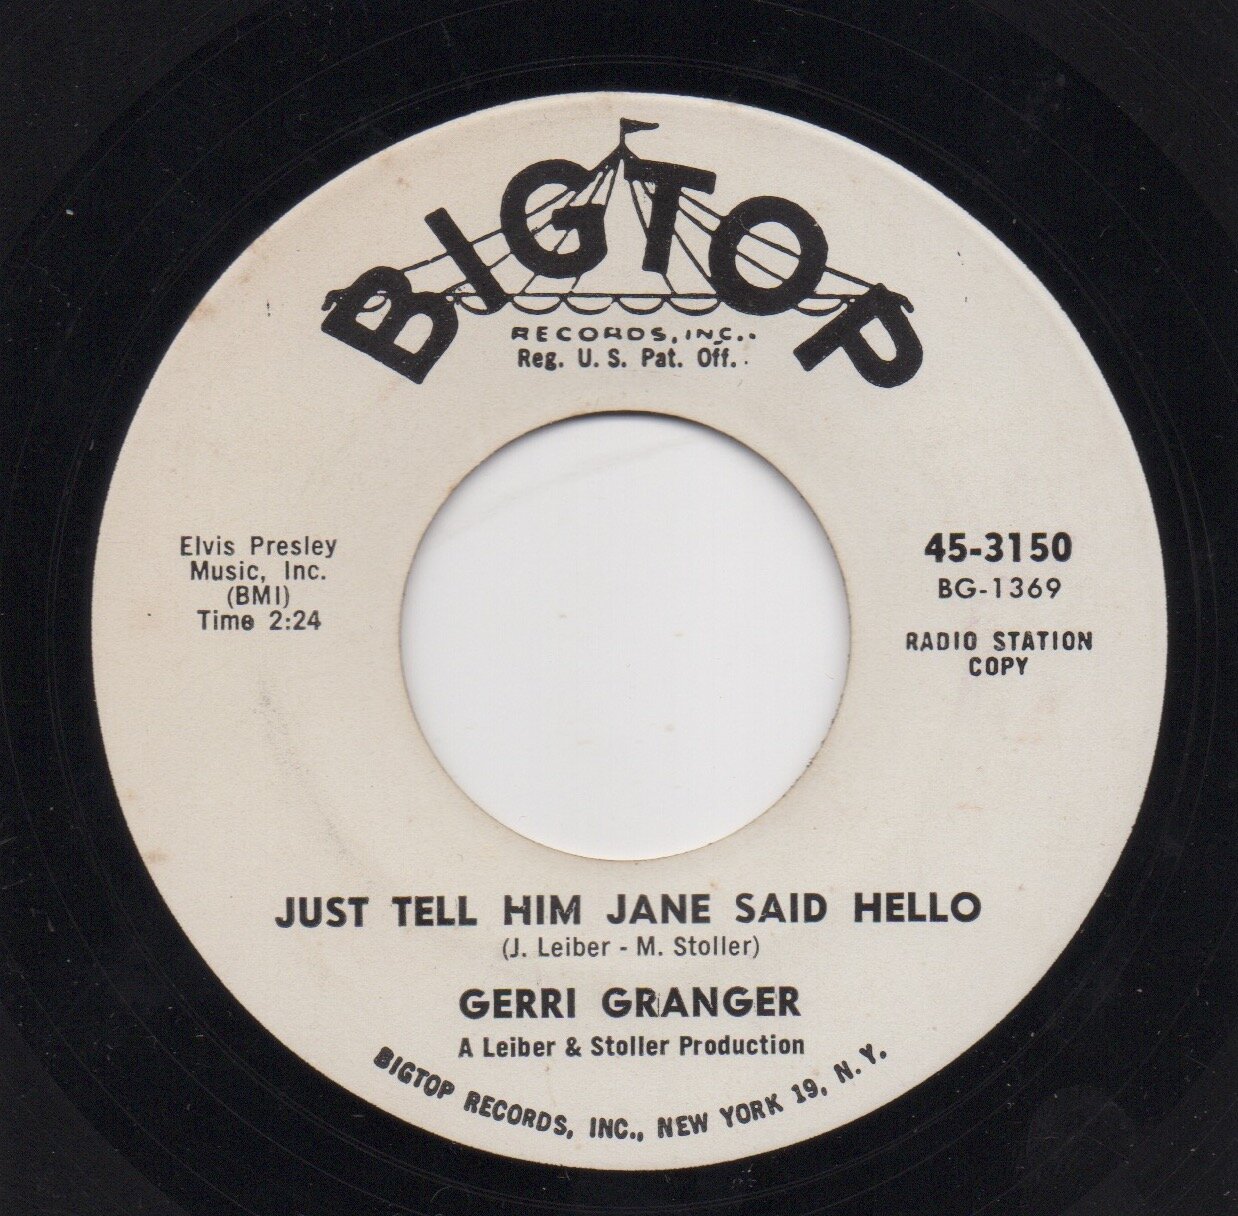 BIGTOP
RECORDS, INC.
Reg. U. S. Pat. Off.
Elvis Presley
Music, Inc.
(BMI)
Time 2:24
45-3150
BG-1369
RADIO STATION
COPY
JUST TELL HIM JANE SAID HELLO
(J. Leiber - M. Stoller)
GERRI GRANGER
A Leiber & Stoller Production
BIGTOP RECORDS, INC., NEW YORK 19, N. Y.